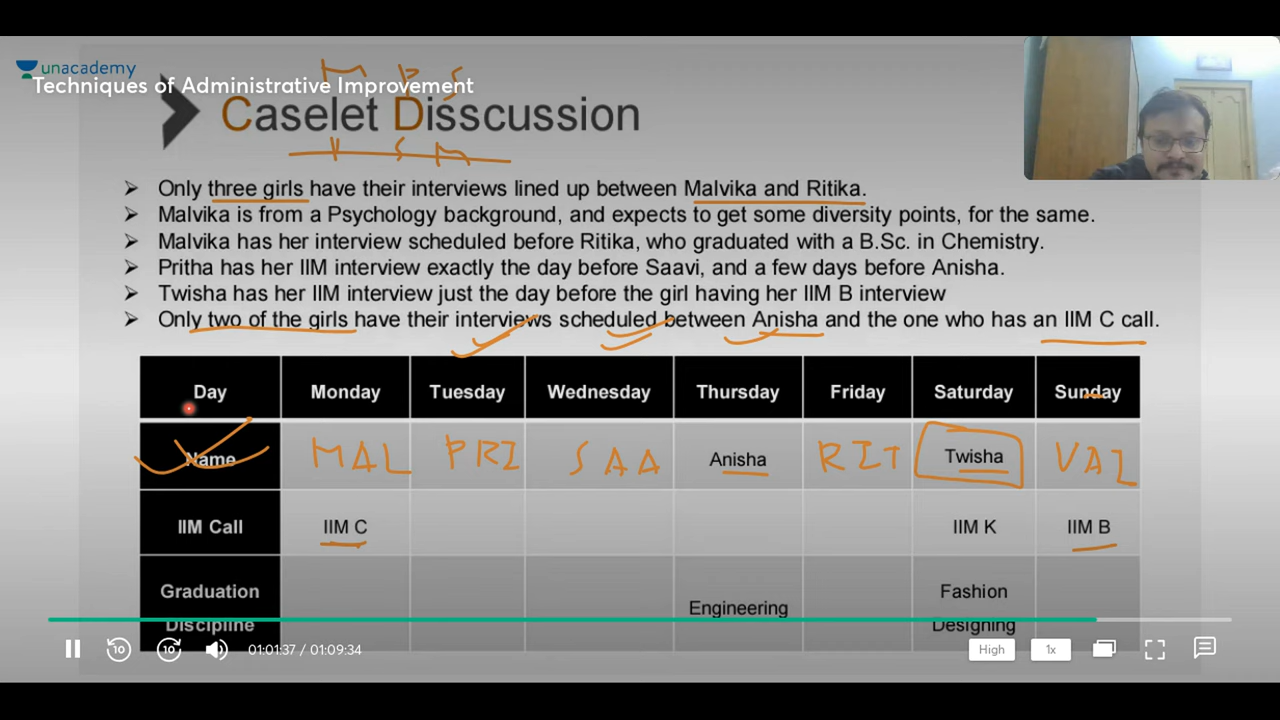 unacademy
Techniques of Administrative Improvement
M P S
Caselet Disscussion
S M
Only three girls have their interviews lined up between Malvika and Ritika.
Malvika is from a Psychology background, and expects to get some diversity points, for the same.
Malvika has her interview scheduled before Ritika, who graduated with a B.Sc. in Chemistry.
Pritha has her IIM interview exactly the day before Saavi, and a few days before Anisha.
Twisha has her IIM interview just the day before the girl having her IIM B interview
Only two of the girls have their interviews scheduled between Anisha and the one who has an IIM C call.
Day Monday Tuesday Wednesday Thursday Friday Saturday Sunday
Name MAL PRI SAA Anisha RIT Twisha VAI
IIM Call IIM C IIM K IIM B
Graduation Discipline Engineering Fashion Designing
10 10 01:01:37 / 01:09:34 High 1x